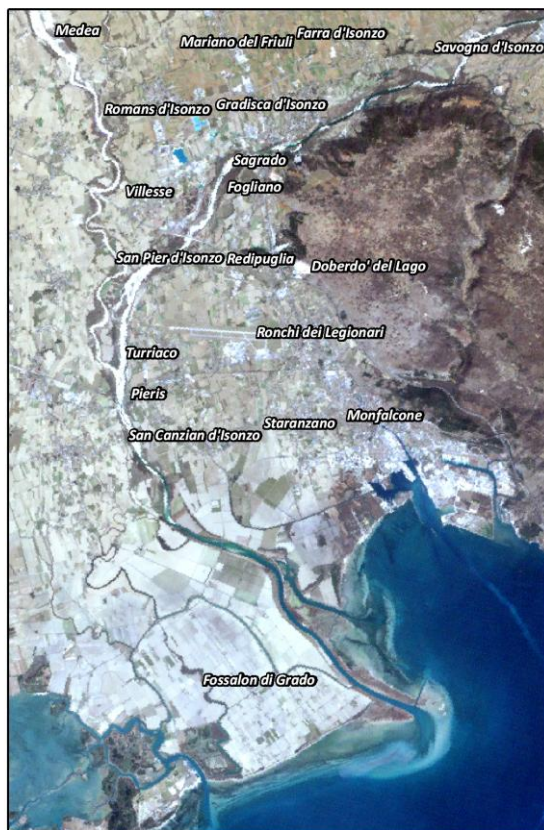 Medea
Farra d'Isonzo
Mariano del Friuli
Savogna d'Isonzo
Romans d'Isonzo
Gradisca d'Isonzo
Sagrado
Villesse
Fogliano
San Pier d'Isonzo
Redipuglia
Doberdo' del Lago
Ronchi dei Legionari
Turriaco
Pieris
Staranzano
Monfalcone
San Canzian d'Isonzo
Fossalon di Grado